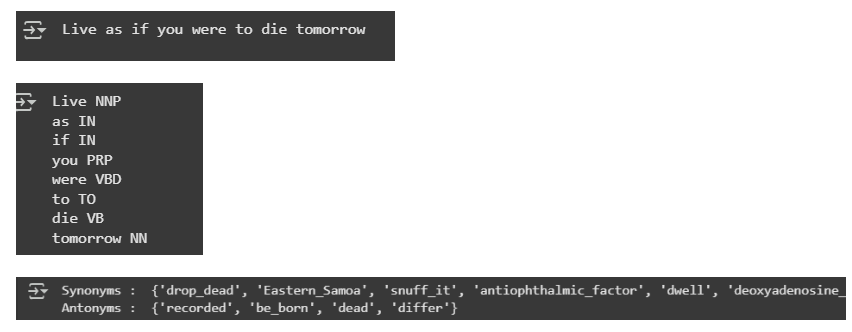 Live as if you were to die tomorrow
Live NNP
as IN
if IN
you PRP
were VBD
to TO
die VB
tomorrow NN
Synonyms :  {'drop_dead', 'Eastern_Samoa', 'snuff_it', 'antiophthalmic_factor', 'dwell', 'deoxyadenosine_
Antonyms :  {'recorded', 'be_born', 'dead', 'differ'}